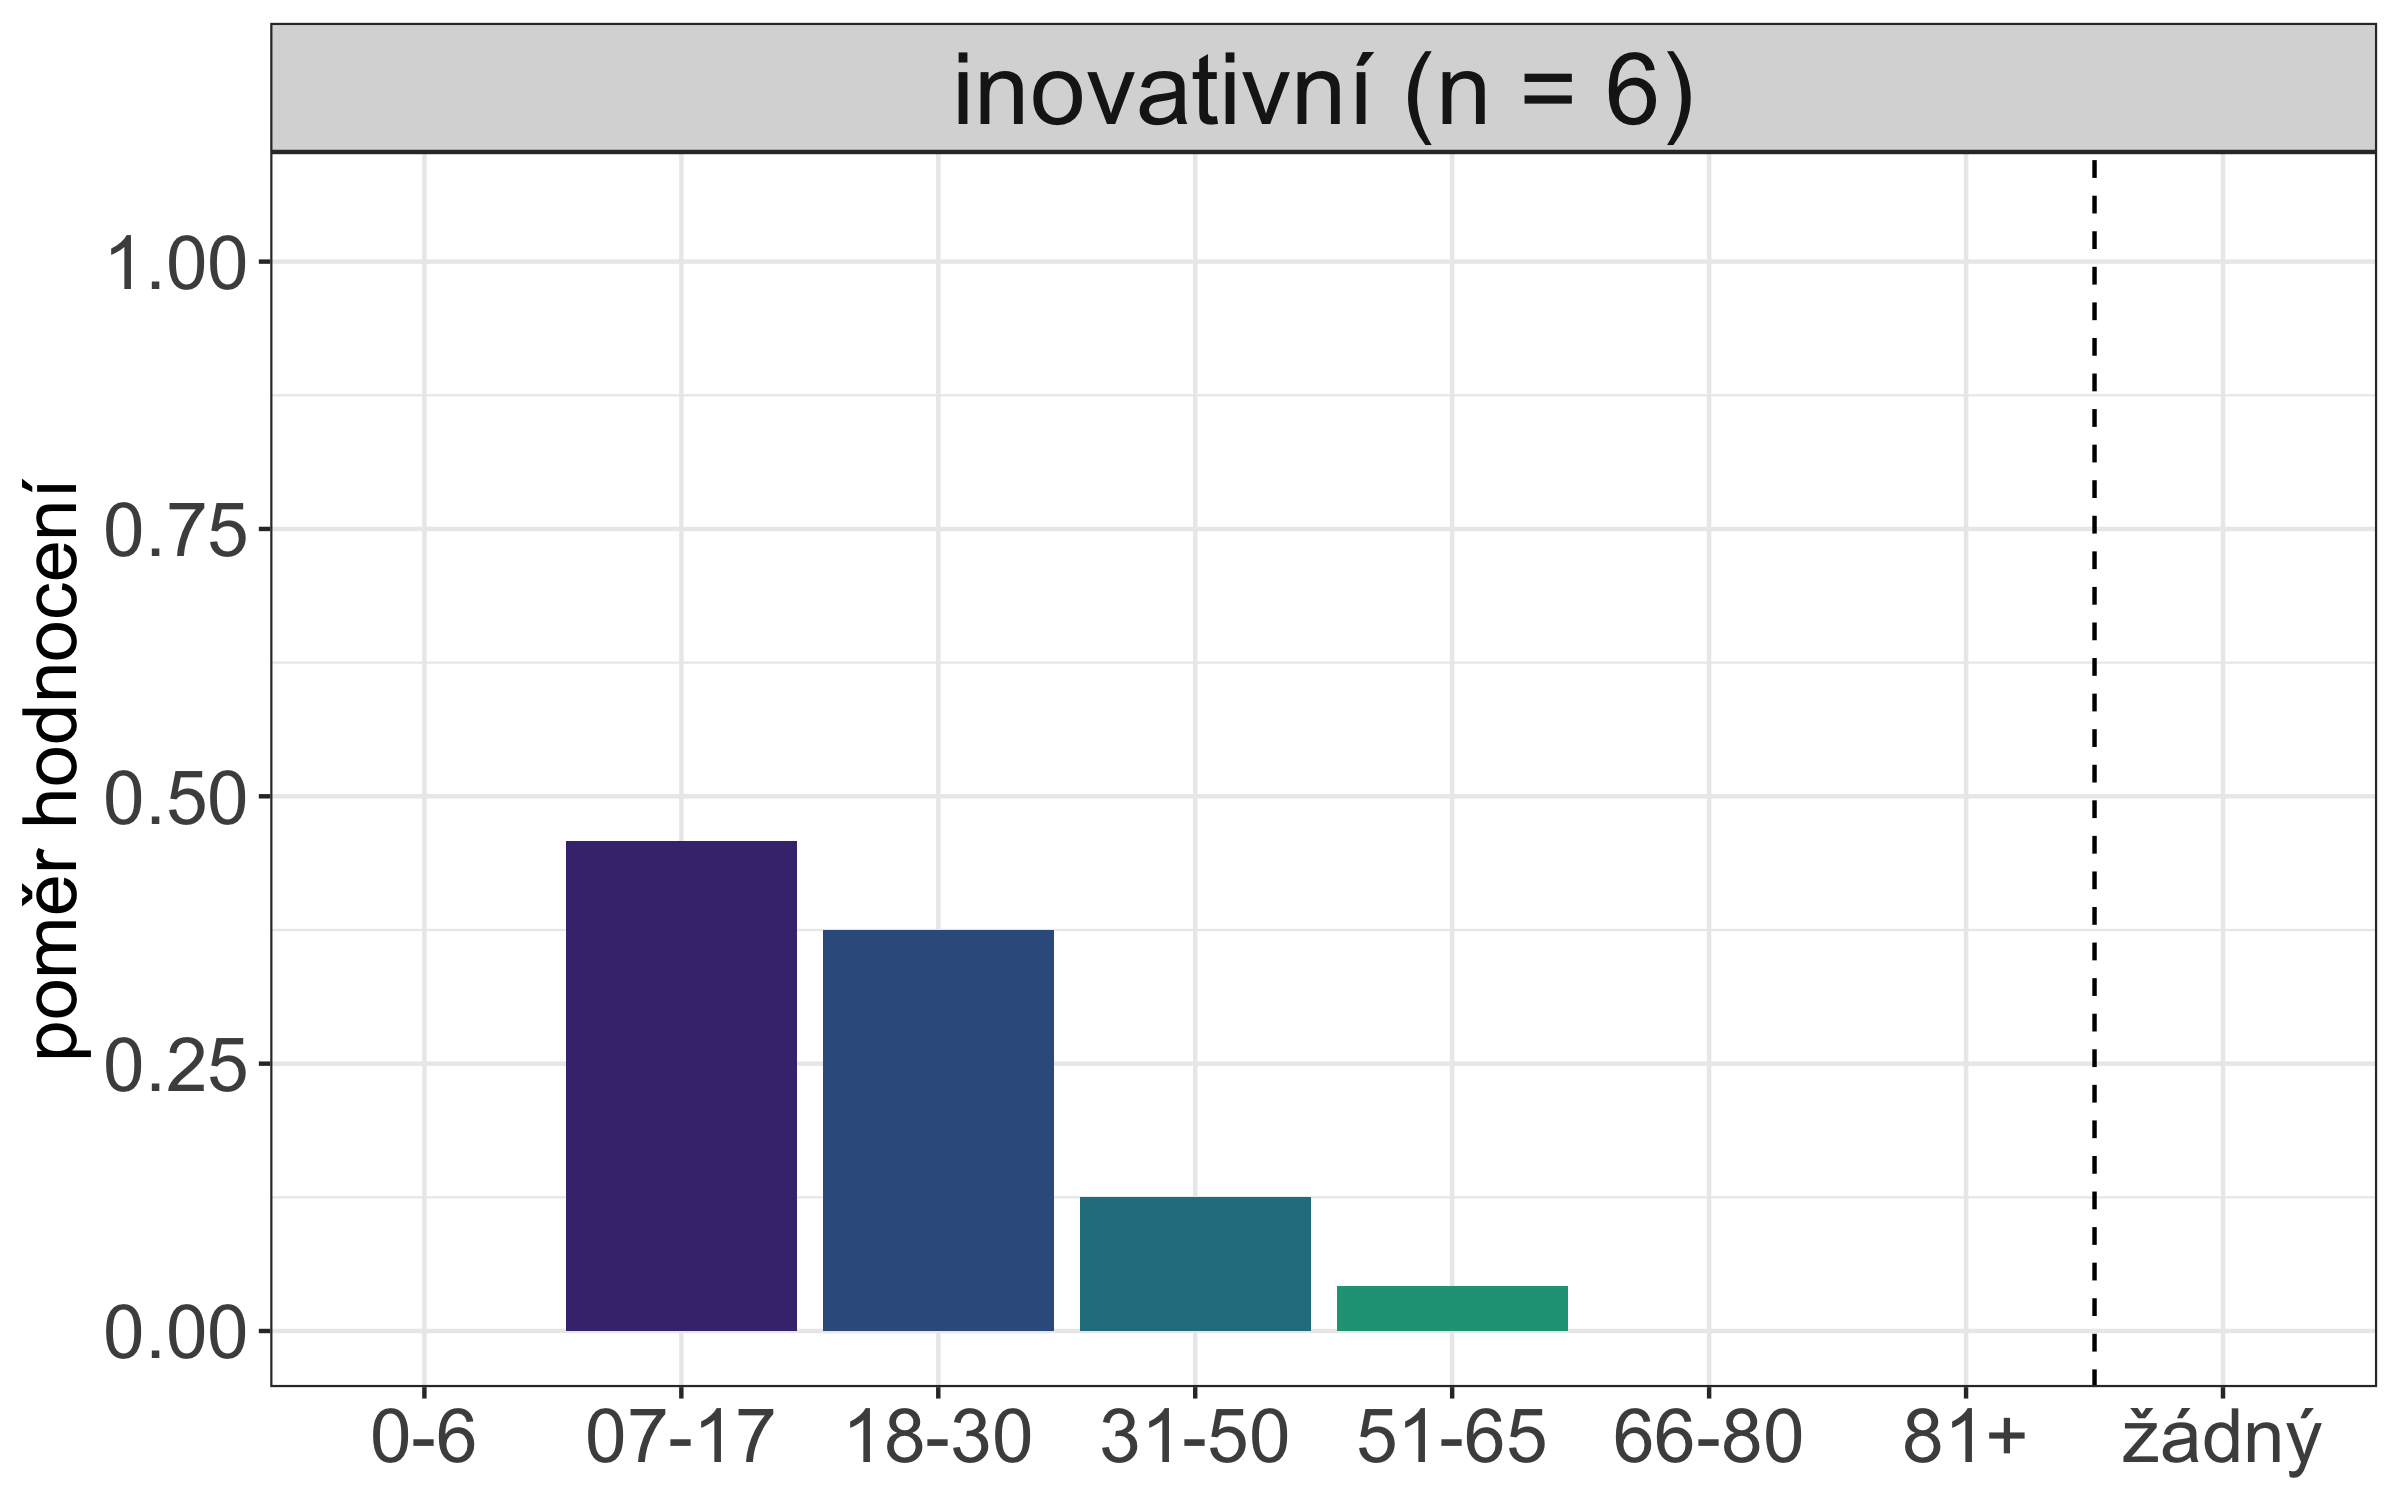 inovativní (n = 6)
poměr hodnocení
1.00
0.75
0.50
0.25
0.00
0-6 07-17 18-30 31-50 51-65 66-80 81+ žádný